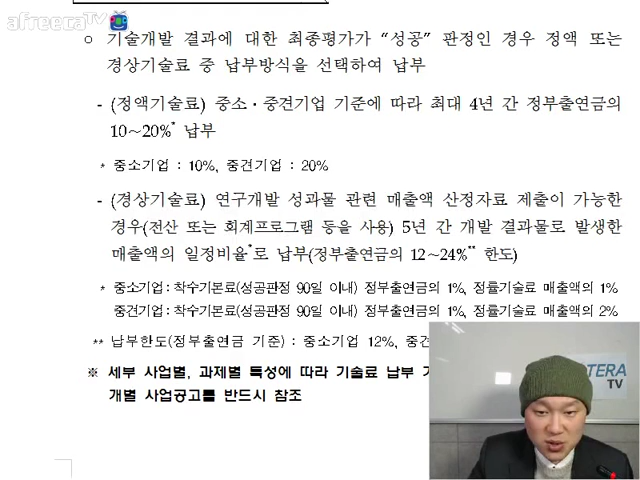 afreecaTV
○ 기술개발 결과에 대한 최종평가가 “성공” 판정인 경우 정액 또는
경상기술료 중 납부방식을 선택하여 납부
- (정액기술료) 중소·중견기업 기준에 따라 최대 4년 간 정부출연금의
10～20%* 납부
* 중소기업 : 10%, 중견기업 : 20%
- (경상기술료) 연구개발 성과물 관련 매출액 산정자료 제출이 가능한
경우(전산 또는 회계프로그램 등을 사용) 5년 간 개발 결과물로 발생한
매출액의 일정비율*로 납부(정부출연금의 12～24%** 한도)
* 중소기업 : 착수기본료(성공판정 90일 이내) 정부출연금의 1%, 정률기술료 매출액의 1%
중견기업 : 착수기본료(성공판정 90일 이내) 정부출연금의 1%, 정률기술료 매출액의 2%
** 납부한도(정부출연금 기준) : 중소기업 12%, 중견
※ 세부 사업별, 과제별 특성에 따라 기술료 납부
개별 사업공고를 반드시 참조
TERA
TV